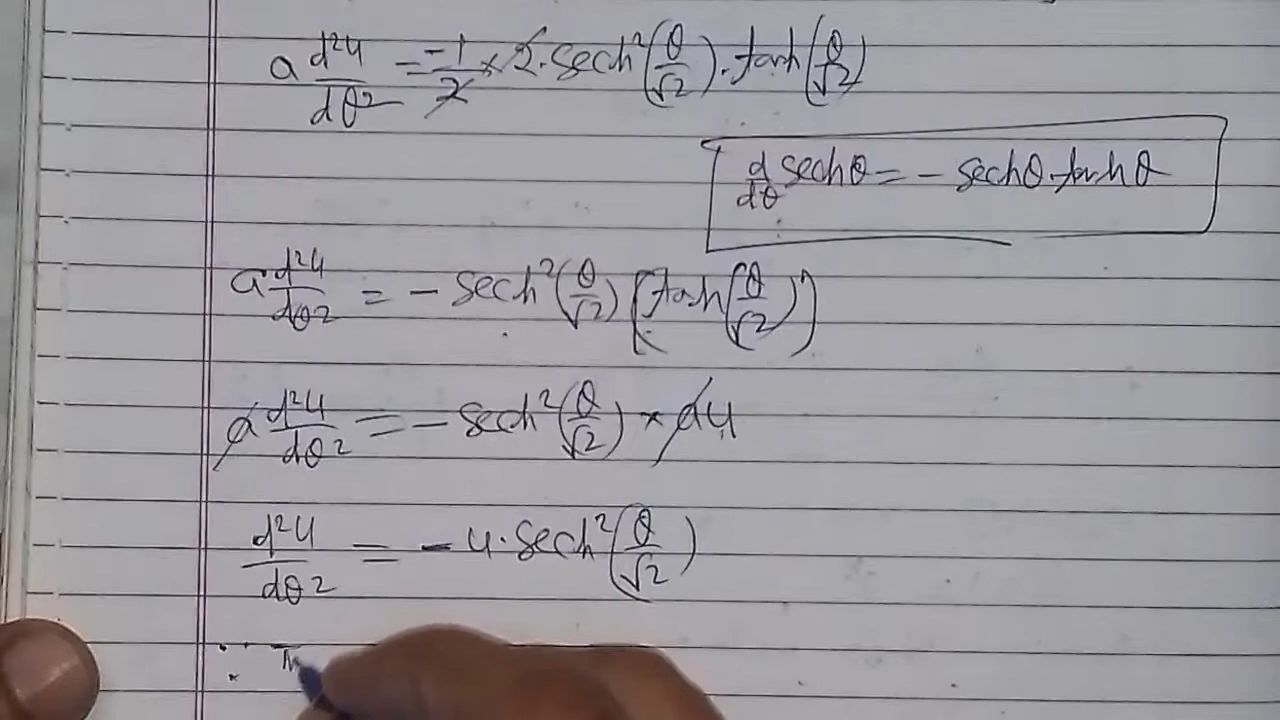 a d²u/dθ² = -1/2 × 2 · sech²(θ/√2) · tanh(θ/√2)
d/dθ sechθ = - sechθ · tanhθ
a d²u/dθ² = - sech²(θ/√2) [tanh(θ/√2)]
a d²u/dθ² = - sech²(θ/√2) × au
d²u/dθ² = - u · sech²(θ/√2)